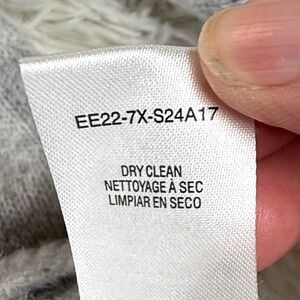 EE22-7X-S24A17
DRY CLEAN
NETTOYAGE À SEC
LIMPIAR EN SECO